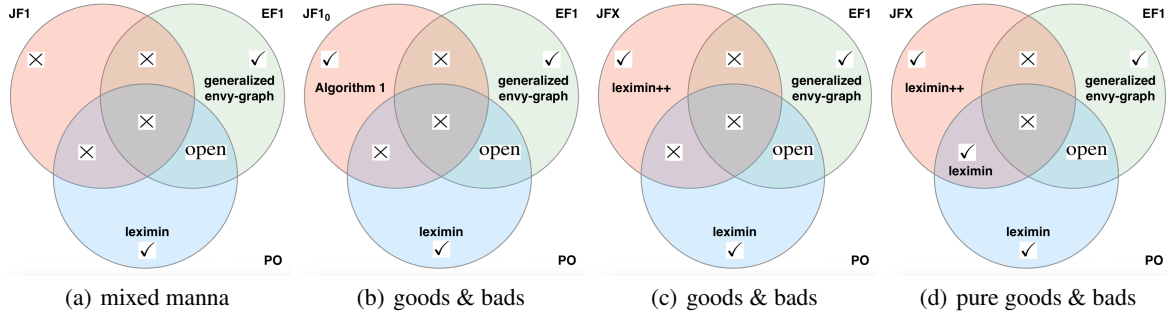 JF1 EF1
× × ✓
generalized
envy-graph
×
× open
leximin
✓
PO
(a) mixed manna
JF1₀ EF1
✓ × ✓
Algorithm 1 generalized
envy-graph
×
× open
leximin
✓
PO
(b) goods & bads
JFX EF1
✓ × ✓
leximin++ generalized
envy-graph
×
× open
leximin
✓
PO
(c) goods & bads
JFX EF1
✓ × ✓
leximin++ generalized
envy-graph
×
✓ open
leximin
leximin
✓
PO
(d) pure goods & bads